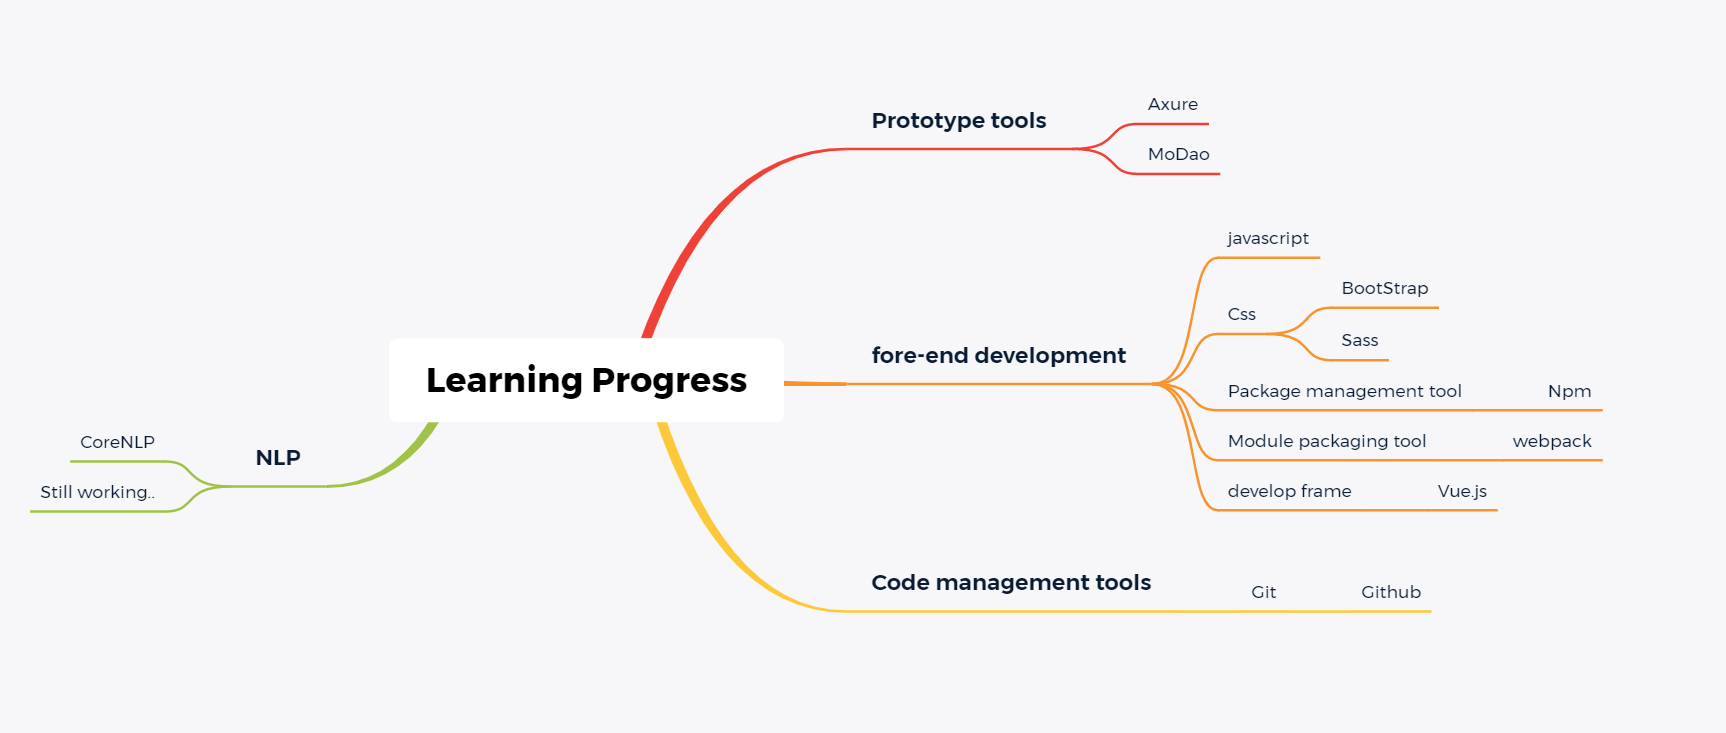 Learning Progress
Prototype tools
Axure
MoDao
fore-end development
javascript
Css
BootStrap
Sass
Package management tool
Npm
Module packaging tool
webpack
develop frame
Vue.js
Code management tools
Git
Github
NLP
CoreNLP
Still working..